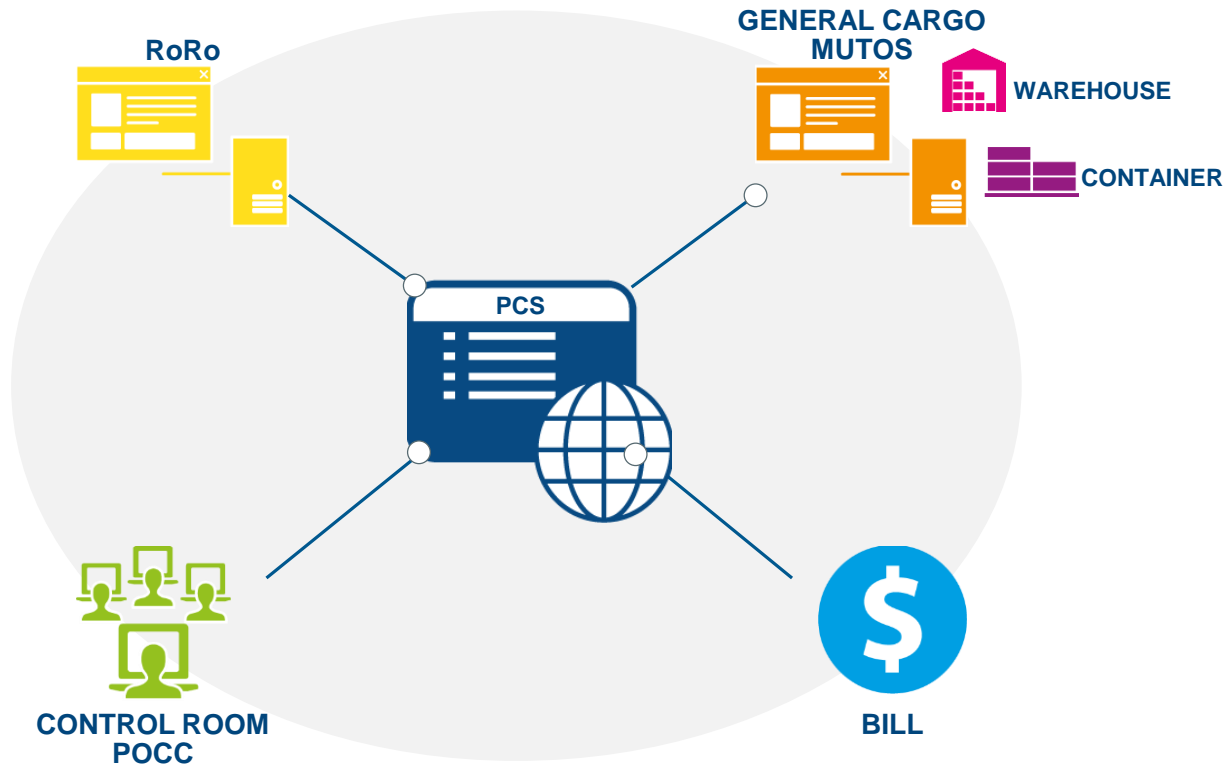 RoRo
GENERAL CARGO
MUTOS
WAREHOUSE
CONTAINER
PCS
$
CONTROL ROOM
POCC
BILL